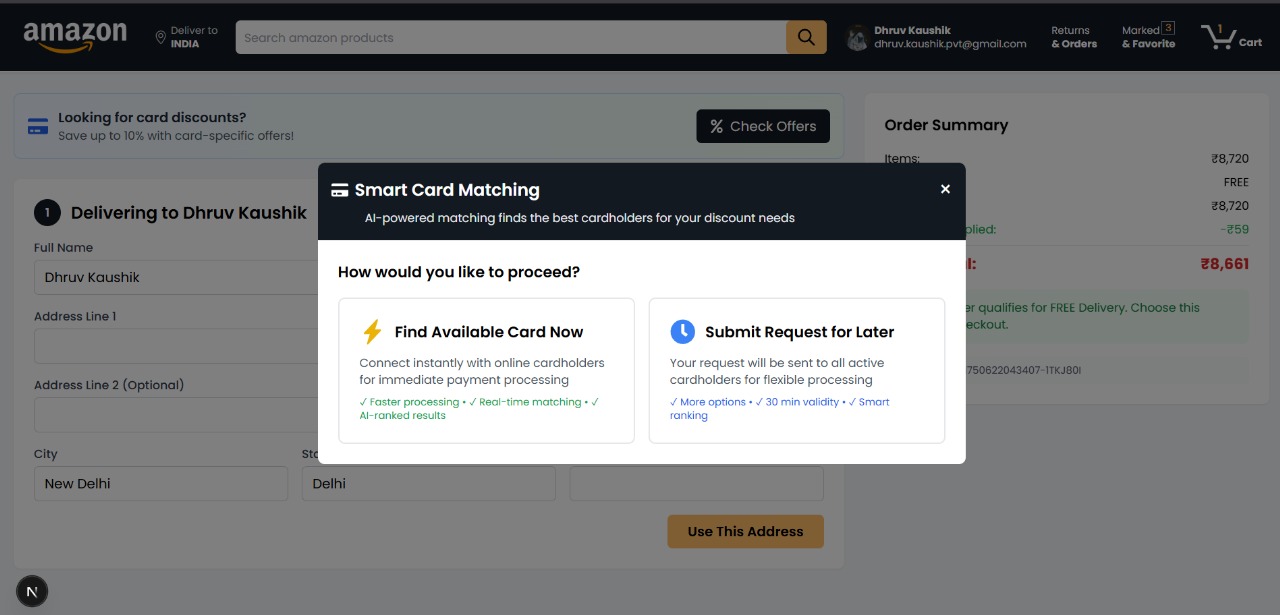 amazon
Deliver to
INDIA
Search amazon products
Dhruv Kaushik
dhruv.kaushik.pvt@gmail.com
Returns
& Orders
Marked 3
& Favorite
1
Cart
Looking for card discounts?
Save up to 10% with card-specific offers!
Check Offers
Order Summary
Items:
₹8,720
FREE
₹8,720
plied:
-₹59
l:
₹8,661
er qualifies for FREE Delivery. Choose this
eckout.
750622043407-1TKJ80I
Smart Card Matching
×
AI-powered matching finds the best cardholders for your discount needs
How would you like to proceed?
Find Available Card Now
Connect instantly with online cardholders
for immediate payment processing
✓ Faster processing • ✓ Real-time matching • ✓
AI-ranked results
Submit Request for Later
Your request will be sent to all active
cardholders for flexible processing
✓ More options • ✓ 30 min validity • ✓ Smart
ranking
1 Delivering to Dhruv Kaushik
Full Name
Dhruv Kaushik
Address Line 1
Address Line 2 (Optional)
City
New Delhi
Delhi
Use This Address
N